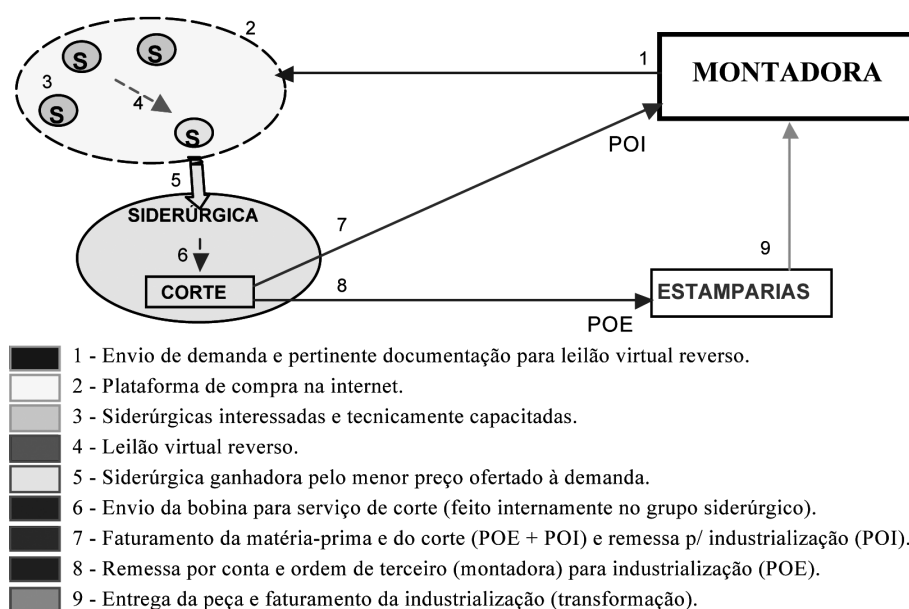 2
S
S
1
MONTADORA
3
4
S
S
POI
5
SIDERÚRGICA
7
9
6
8
CORTE
ESTAMPARIAS
POE
1 - Envio de demanda e pertinente documentação para leilão virtual reverso.
2 - Plataforma de compra na internet.
3 - Siderúrgicas interessadas e tecnicamente capacitadas.
4 - Leilão virtual reverso.
5 - Siderúrgica ganhadora pelo menor preço ofertado à demanda.
6 - Envio da bobina para serviço de corte (feito internamente no grupo siderúrgico).
7 - Faturamento da matéria-prima e do corte (POE + POI) e remessa p/ industrialização (POI).
8 - Remessa por conta e ordem de terceiro (montadora) para industrialização (POE).
9 - Entrega da peça e faturamento da industrialização (transformação).